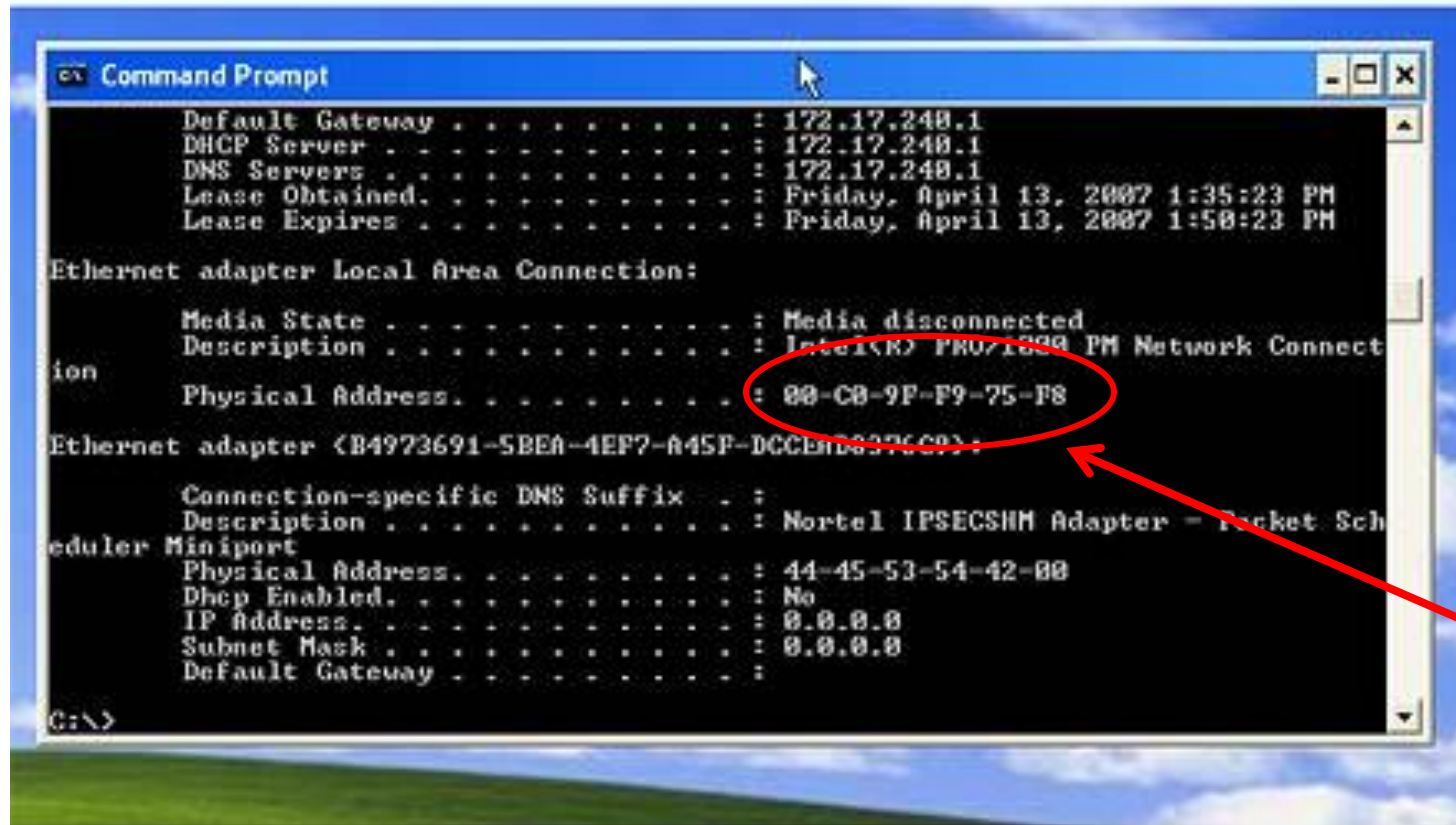 Command Prompt
Default Gateway . . . . . . . . . : 172.17.240.1
DHCP Server . . . . . . . . . . . : 172.17.240.1
DNS Servers . . . . . . . . . . . : 172.17.240.1
Lease Obtained. . . . . . . . . . : Friday, April 13, 2007 1:35:23 PM
Lease Expires . . . . . . . . . . : Friday, April 13, 2007 1:50:23 PM
Ethernet adapter Local Area Connection:
Media State . . . . . . . . . . . : Media disconnected
Description . . . . . . . . . . . : Intel(R) PRO/1000 PM Network Connect
ion
Physical Address. . . . . . . . . : 00-C0-9F-F9-75-F8
Ethernet adapter
Connection-specific DNS Suffix . :
Description . . . . . . . . . . . : Nortel IPSECSHM Adapter - Packet Sch
eduler Miniport
Physical Address. . . . . . . . . : 44-45-53-54-42-00
Dhcp Enabled. . . . . . . . . . . : No
IP Address. . . . . . . . . . . . : 0.0.0.0
Subnet Mask . . . . . . . . . . . : 0.0.0.0
Default Gateway . . . . . . . . . :
C:\>